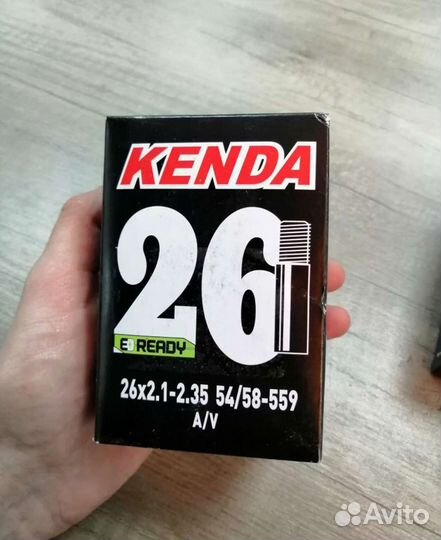 KENDA
26
E READY
26x2.1-2.35 54/58-559
A/V
Avito